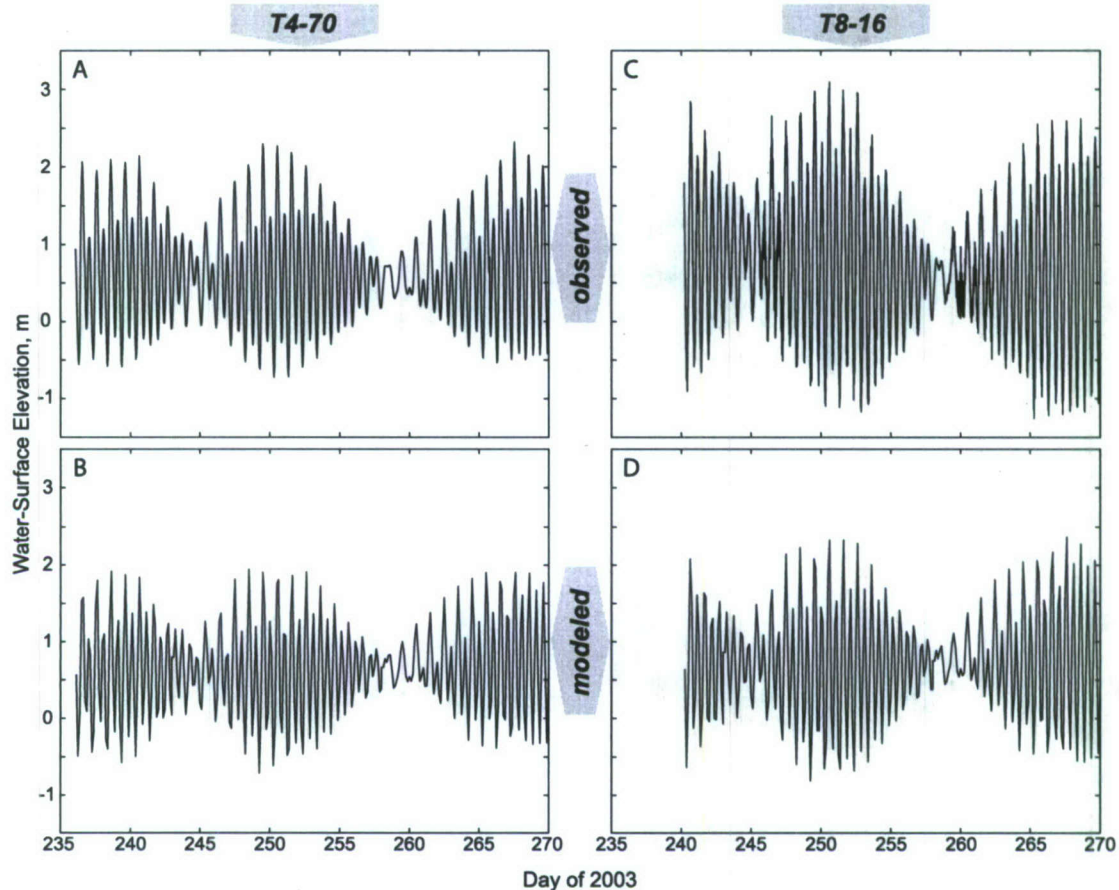 T4-70
T8-16
A
C
3
2
1
0
-1
observed
Water-Surface Elevation, m
B
D
3
2
1
0
-1
modeled
235 240 245 250 255 260 265 270
235 240 245 250 255 260 265 270
Day of 2003